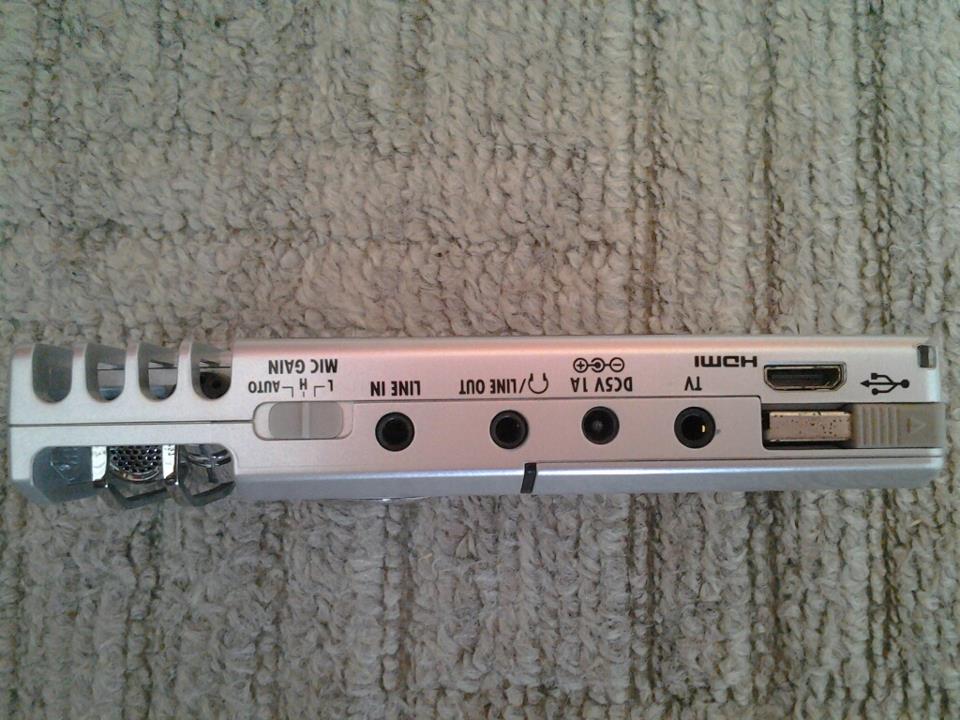 HDMI
TV
DC5V 1A
/LINE OUT
LINE IN
MIC GAIN
L
H
AUTO